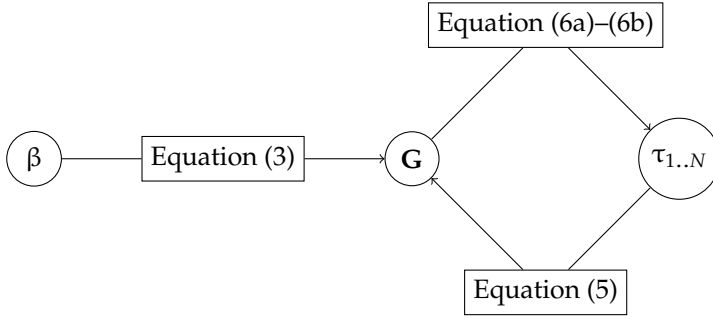 Equation (6a)–(6b)
β
Equation (3)
G
τ1..N
Equation (5)